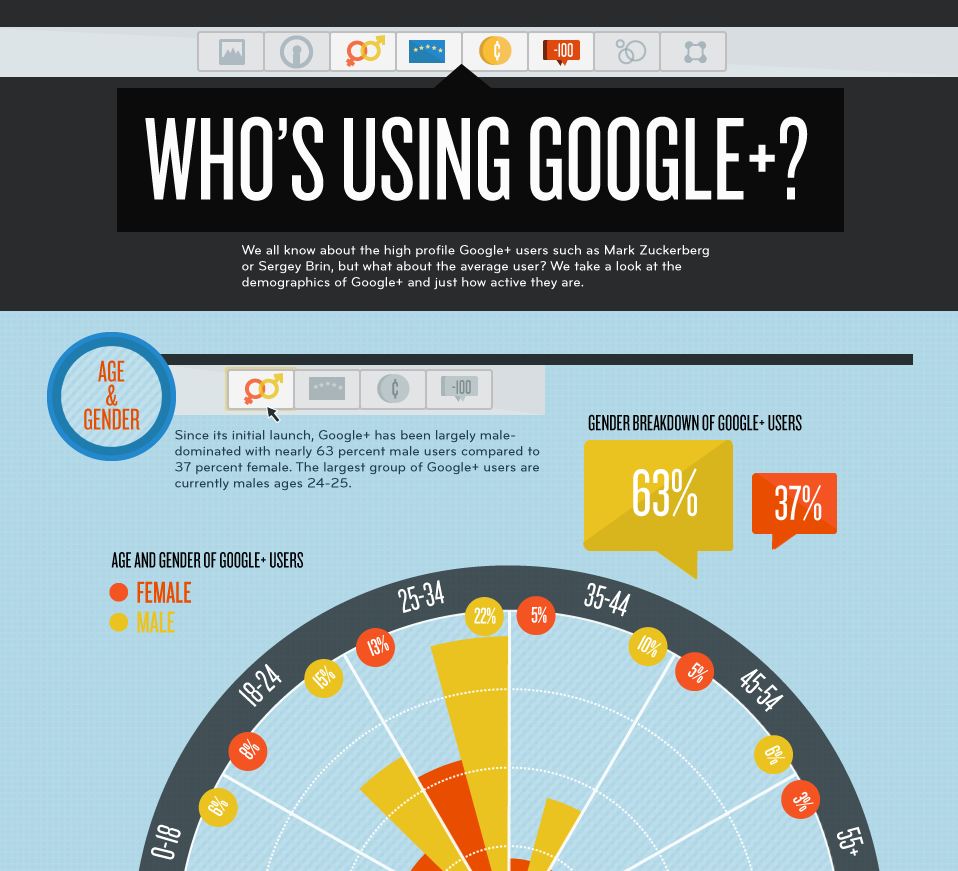 ¢
-100
WHO'S USING GOOGLE+?
We all know about the high profile Google+ users such as Mark Zuckerberg
or Sergey Brin, but what about the average user? We take a look at the
demographics of Google+ and just how active they are.
AGE
&
GENDER
¢
-100
Since its initial launch, Google+ has been largely male-
dominated with nearly 63 percent male users compared to
37 percent female. The largest group of Google+ users are
currently males ages 24-25.
GENDER BREAKDOWN OF GOOGLE+ USERS
63%
37%
AGE AND GENDER OF GOOGLE+ USERS
FEMALE
MALE
0-18
6%
18-24
8%
15%
25-34
13%
22%
35-44
5%
10%
45-54
5%
6%
55+
3%